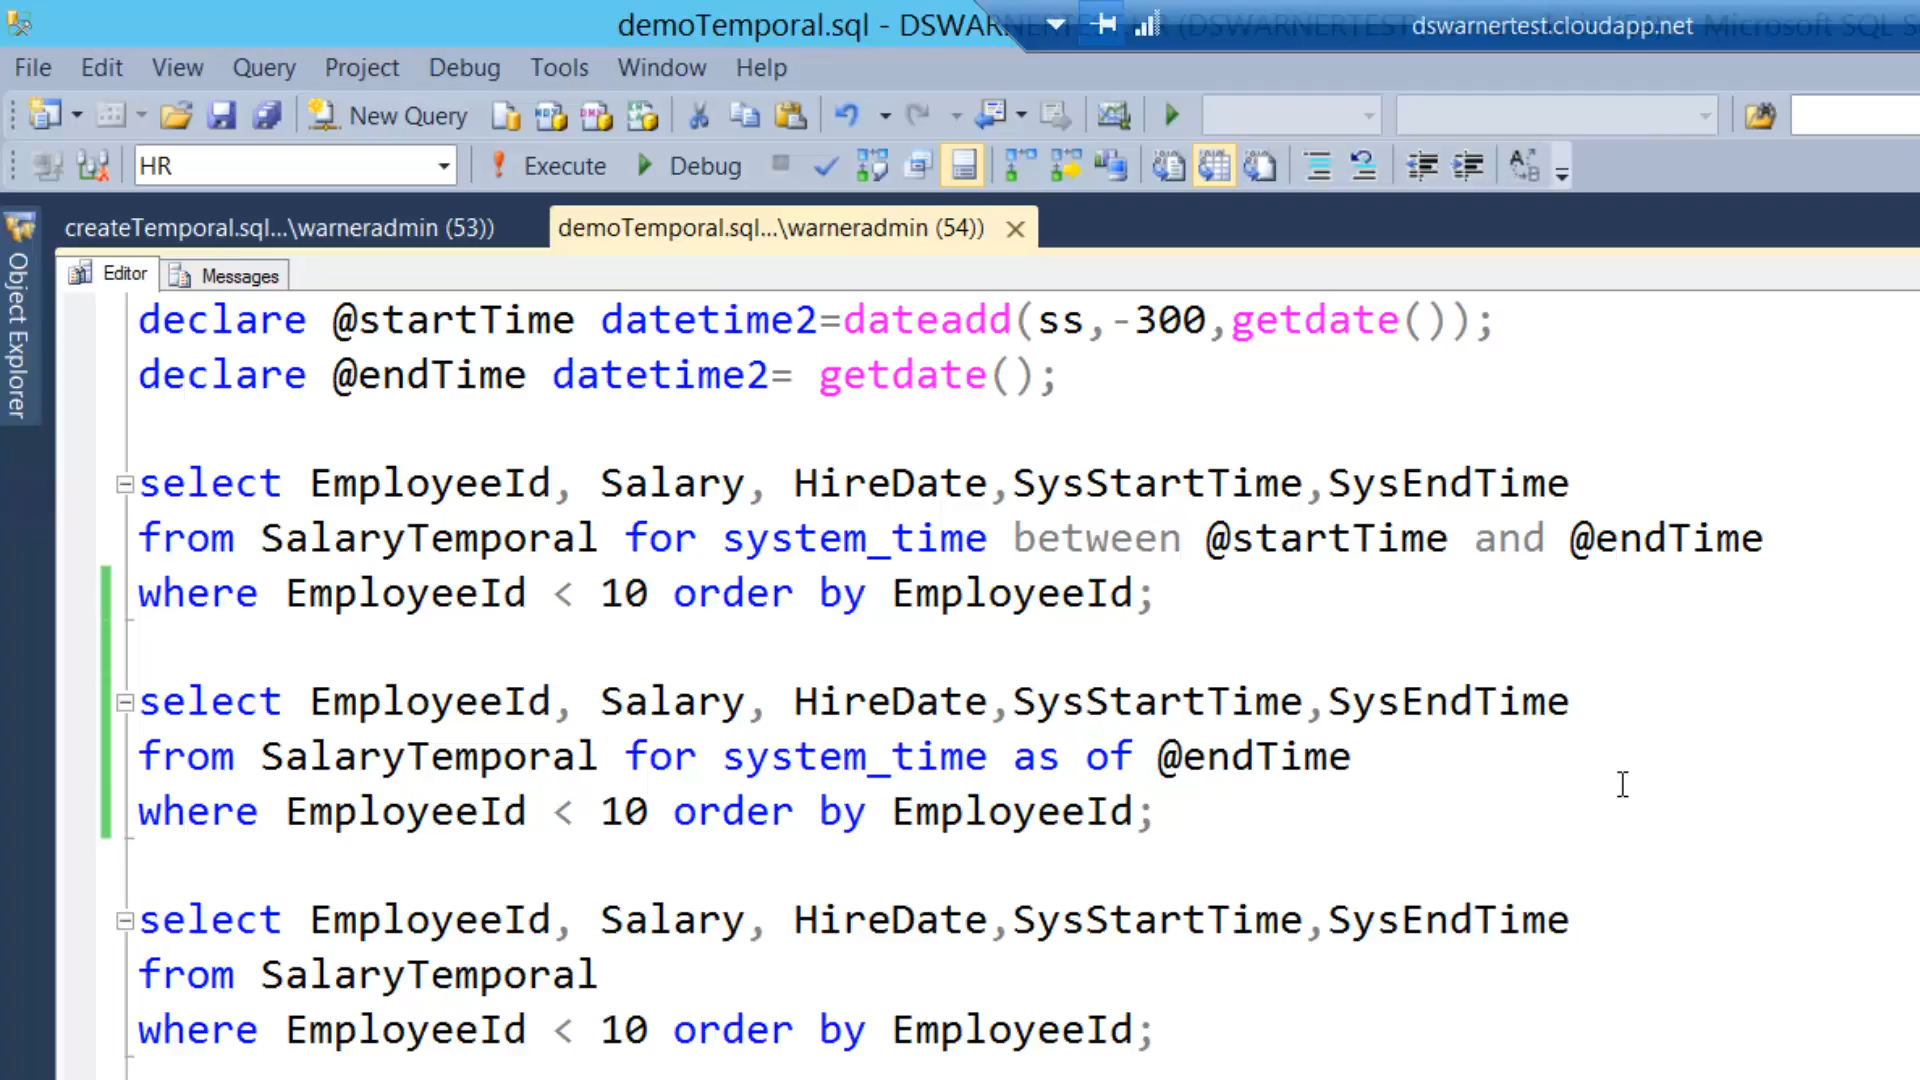 demoTemporal.sql - DSWARNERTEST
dswarnertest.cloudapp.net
File Edit View Query Project Debug Tools Window Help
New Query
HR
Execute
Debug
createTemporal.sql...\warneradmin (53))
demoTemporal.sql...\warneradmin (54))
Object Explorer
Editor
Messages
declare @startTime datetime2=dateadd(ss,-300,getdate());
declare @endTime datetime2= getdate();
select EmployeeId, Salary, HireDate,SysStartTime,SysEndTime
from SalaryTemporal for system_time between @startTime and @endTime
where EmployeeId < 10 order by EmployeeId;
select EmployeeId, Salary, HireDate,SysStartTime,SysEndTime
from SalaryTemporal for system_time as of @endTime
where EmployeeId < 10 order by EmployeeId;
select EmployeeId, Salary, HireDate,SysStartTime,SysEndTime
from SalaryTemporal
where EmployeeId < 10 order by EmployeeId;